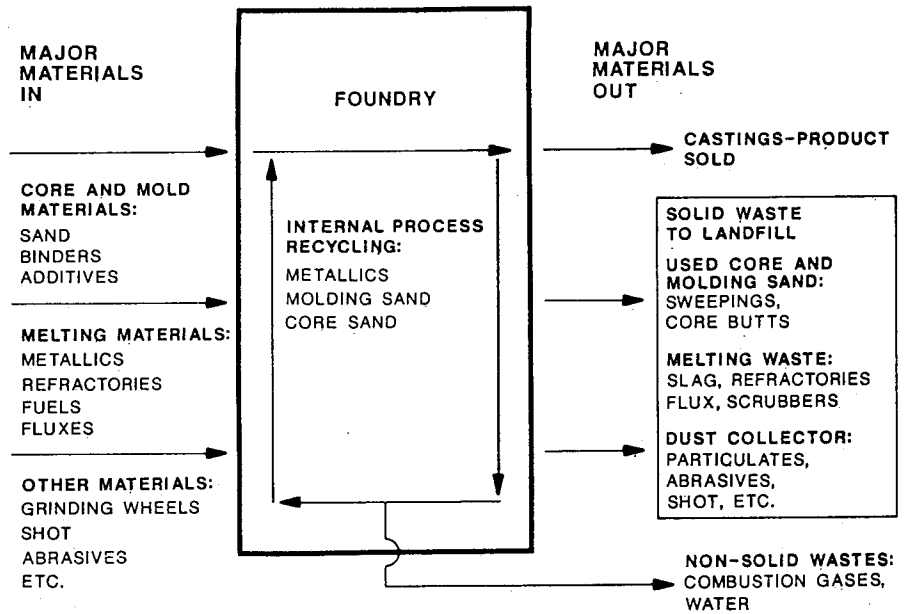 MAJOR
MATERIALS
IN
CORE AND MOLD
MATERIALS:
SAND
BINDERS
ADDITIVES
MELTING MATERIALS:
METALLICS
REFRACTORIES
FUELS
FLUXES
OTHER MATERIALS:
GRINDING WHEELS
SHOT
ABRASIVES
ETC.
FOUNDRY
INTERNAL PROCESS
RECYCLING:
METALLICS
MOLDING SAND
CORE SAND
MAJOR
MATERIALS
OUT
CASTINGS-PRODUCT
SOLD
SOLID WASTE
TO LANDFILL
USED CORE AND
MOLDING SAND:
SWEEPINGS,
CORE BUTTS
MELTING WASTE:
SLAG, REFRACTORIES
FLUX, SCRUBBERS
DUST COLLECTOR:
PARTICULATES,
ABRASIVES,
SHOT, ETC.
NON-SOLID WASTES:
COMBUSTION GASES,
WATER